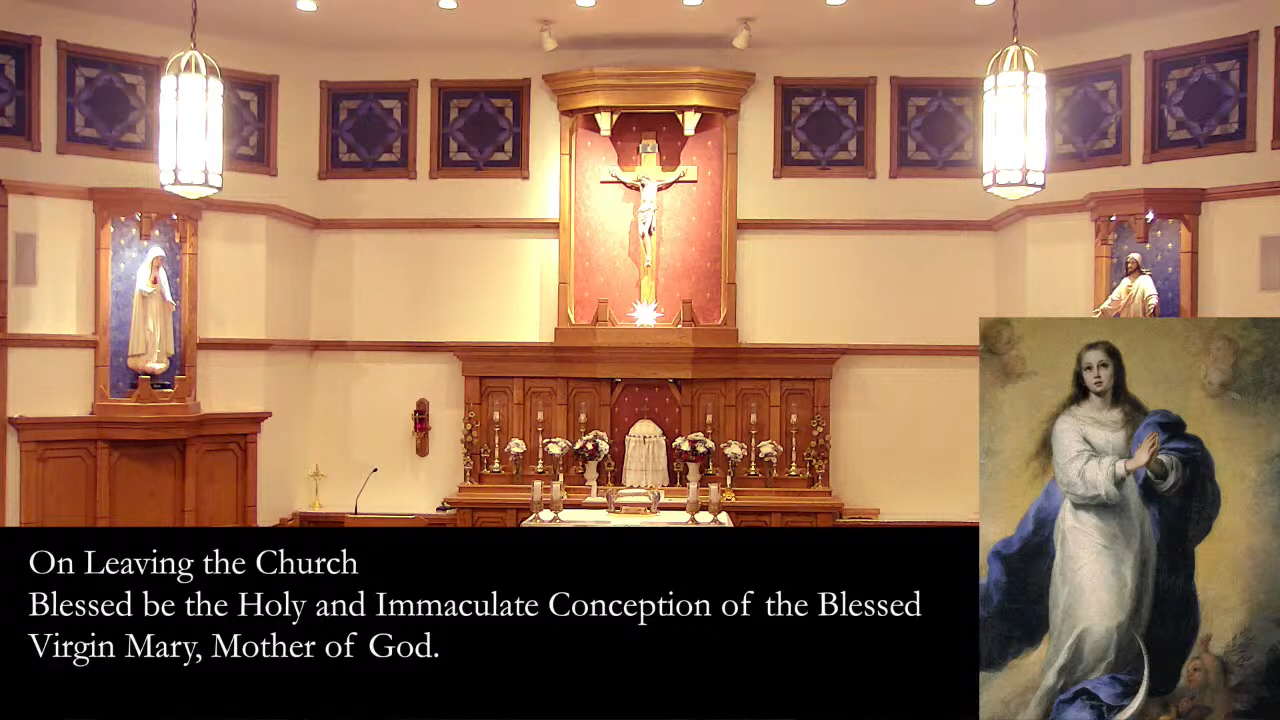 On Leaving the Church
Blessed be the Holy and Immaculate Conception of the Blessed
Virgin Mary, Mother of God.